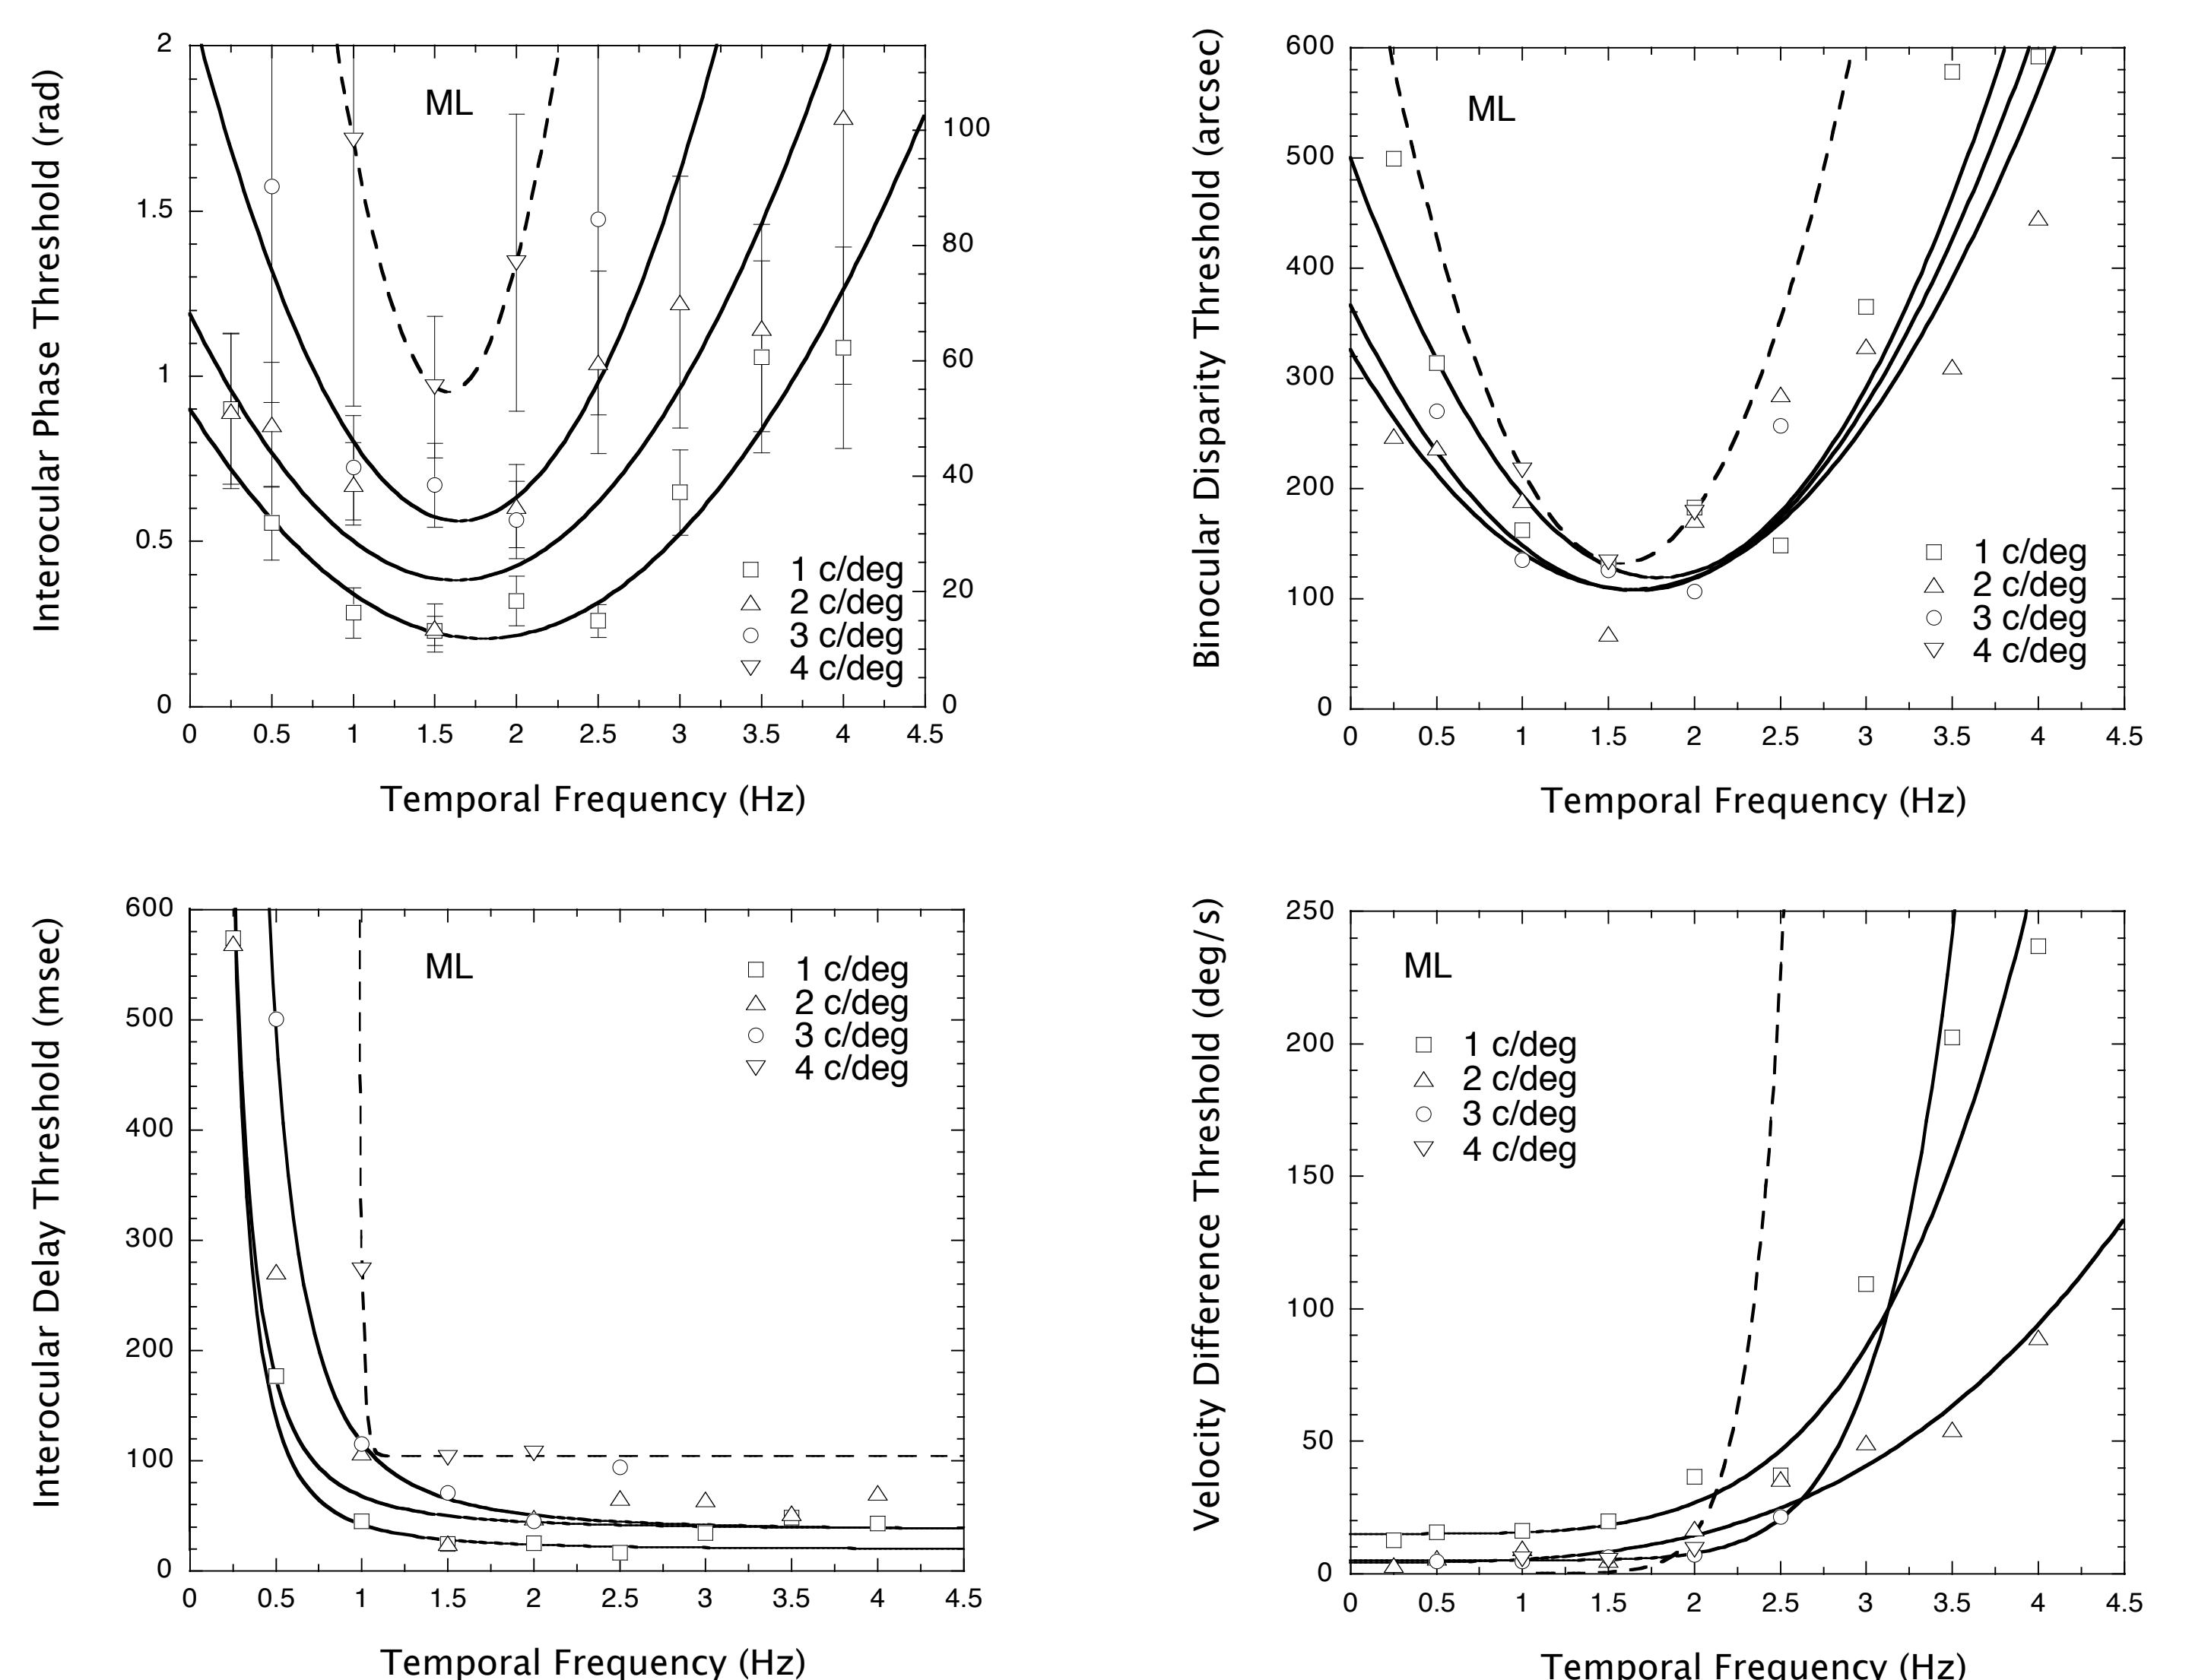 Interocular Phase Threshold (rad)
2
1.5
1
0.5
0
ML
100
80
60
40
20
0
1 c/deg
2 c/deg
3 c/deg
4 c/deg
0 0.5 1 1.5 2 2.5 3 3.5 4 4.5
Temporal Frequency (Hz)
Binocular Disparity Threshold (arcsec)
600
500
400
300
200
100
0
ML
1 c/deg
2 c/deg
3 c/deg
4 c/deg
0 0.5 1 1.5 2 2.5 3 3.5 4 4.5
Temporal Frequency (Hz)
Interocular Delay Threshold (msec)
600
500
400
300
200
100
0
ML
1 c/deg
2 c/deg
3 c/deg
4 c/deg
0 0.5 1 1.5 2 2.5 3 3.5 4 4.5
Temporal Frequency (Hz)
Velocity Difference Threshold (deg/s)
250
200
150
100
50
0
ML
1 c/deg
2 c/deg
3 c/deg
4 c/deg
0 0.5 1 1.5 2 2.5 3 3.5 4 4.5
Temporal Frequency (Hz)